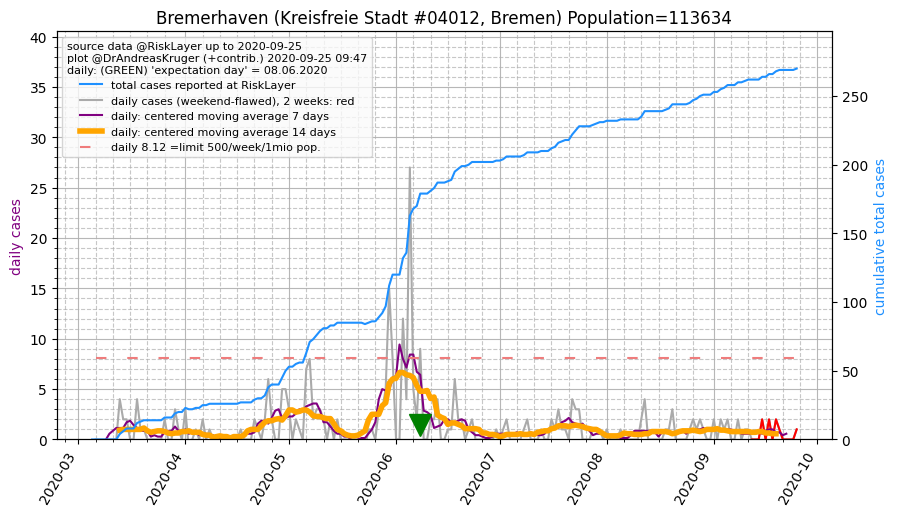 Bremerhaven (Kreisfreie Stadt #04012, Bremen) Population=113634
source data @RiskLayer up to 2020-09-25
plot @DrAndreasKruger (+contrib.) 2020-09-25 09:47
daily: (GREEN) 'expectation day' = 08.06.2020
total cases reported at RiskLayer
daily cases (weekend-flawed), 2 weeks: red
daily: centered moving average 7 days
daily: centered moving average 14 days
daily 8.12 =limit 500/week/1mio pop.
daily cases
40
35
30
25
20
15
10
5
0
cumulative total cases
250
200
150
100
50
0
2020-03
2020-04
2020-05
2020-06
2020-07
2020-08
2020-09
2020-10